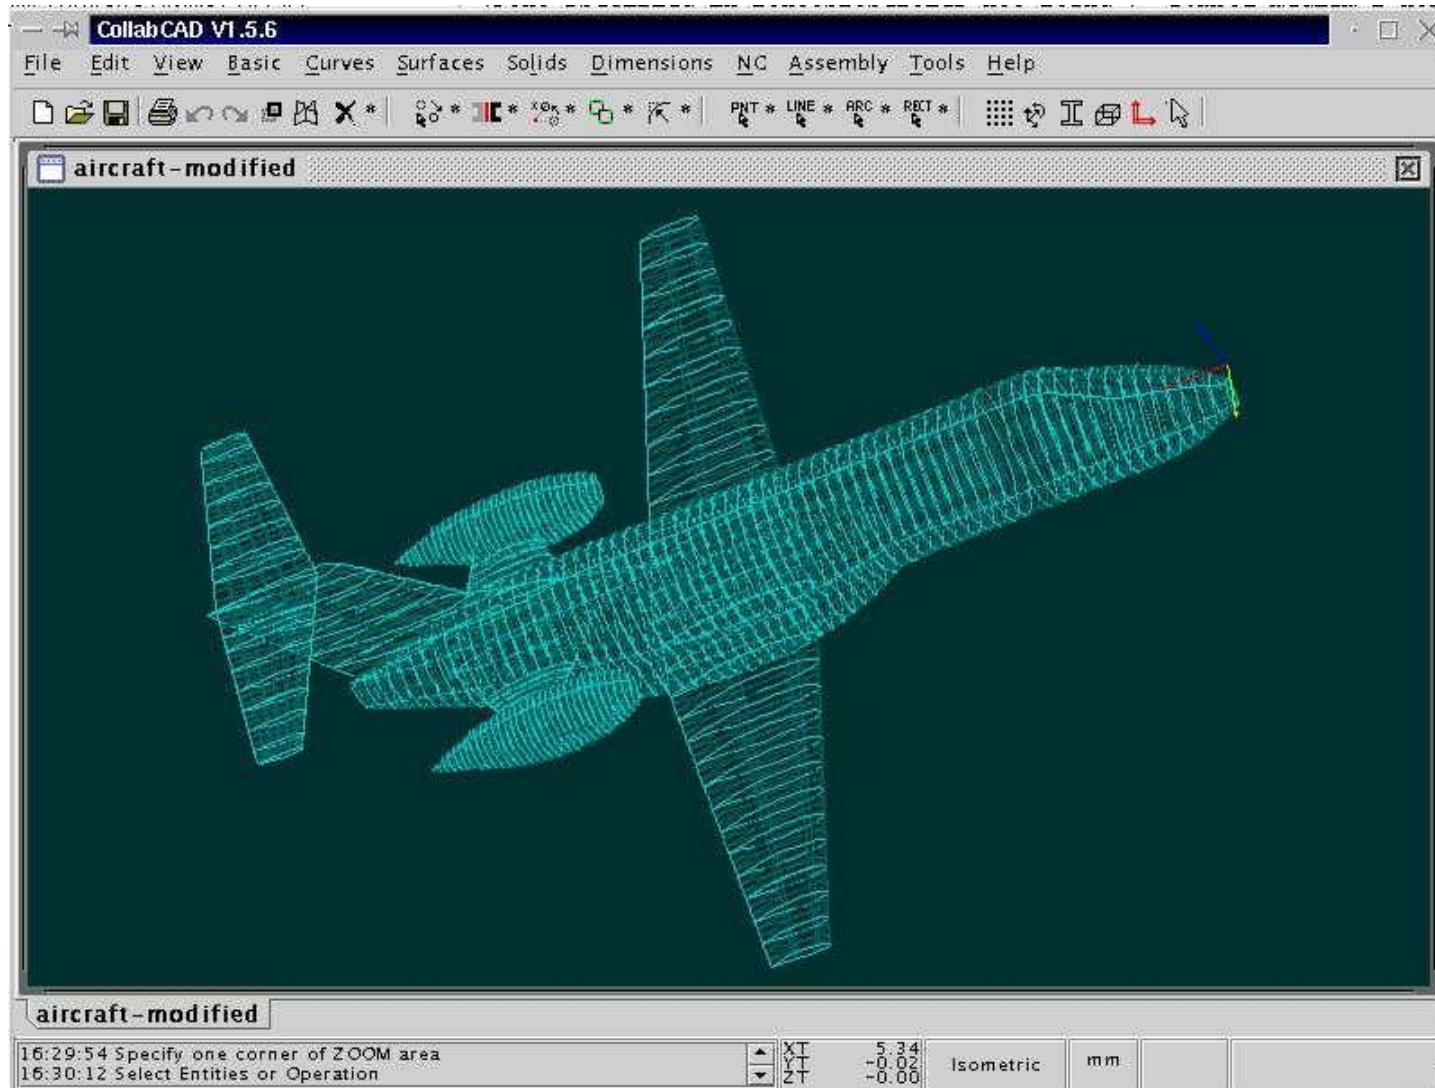 CollabCAD V1.5.6
File Edit View Basic Curves Surfaces Solids Dimensions NC Assembly Tools Help
PNT * LINE * ARC * RECT *
aircraft-modified
aircraft-modified
16:29:54 Specify one corner of ZOOM area
16:30:12 Select Entities or Operation
XT 5.34
YT -0.02
ZT -0.00
Isometric
mm